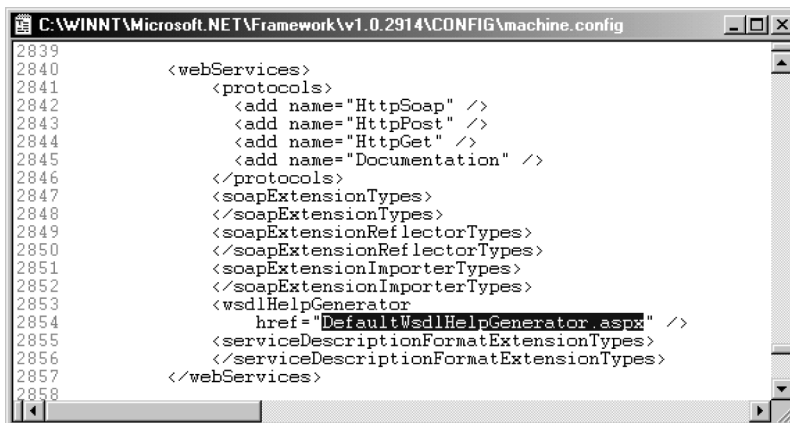 C:\WINNT\Microsoft.NET\Framework\v1.0.2914\CONFIG\machine.config
2839
2840 <webServices>
2841 <protocols>
2842 <add name="HttpSoap" />
2843 <add name="HttpPost" />
2844 <add name="HttpGet" />
2845 <add name="Documentation" />
2846 </protocols>
2847 <soapExtensionTypes>
2848 </soapExtensionTypes>
2849 <soapExtensionReflectorTypes>
2850 </soapExtensionReflectorTypes>
2851 <soapExtensionImporterTypes>
2852 </soapExtensionImporterTypes>
2853 <wsdlHelpGenerator
2854 href="DefaultWsdlHelpGenerator.aspx" />
2855 <serviceDescriptionFormatExtensionTypes>
2856 </serviceDescriptionFormatExtensionTypes>
2857 </webServices>
2858